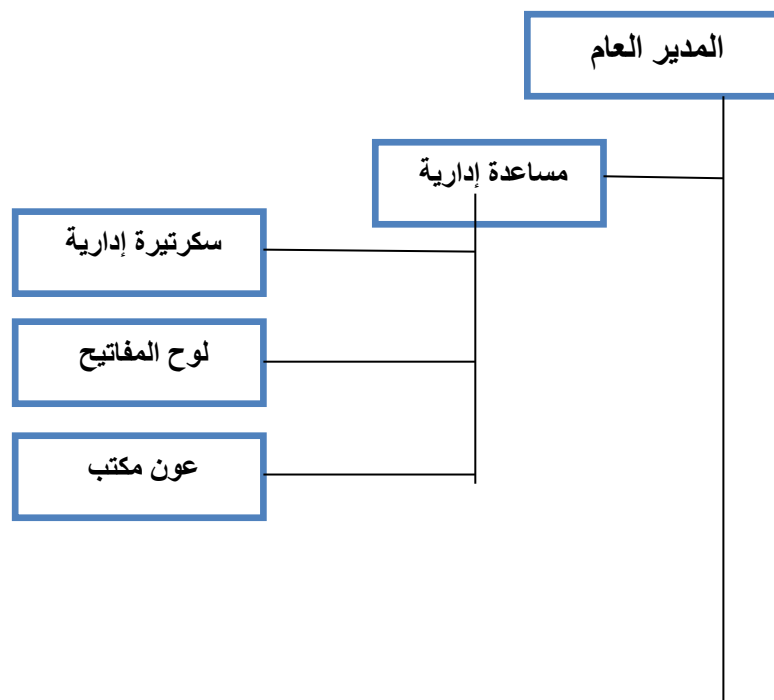 المدير العام
مساعدة إدارية
سكرتيرة إدارية
لوح المفاتيح
عون مكتب